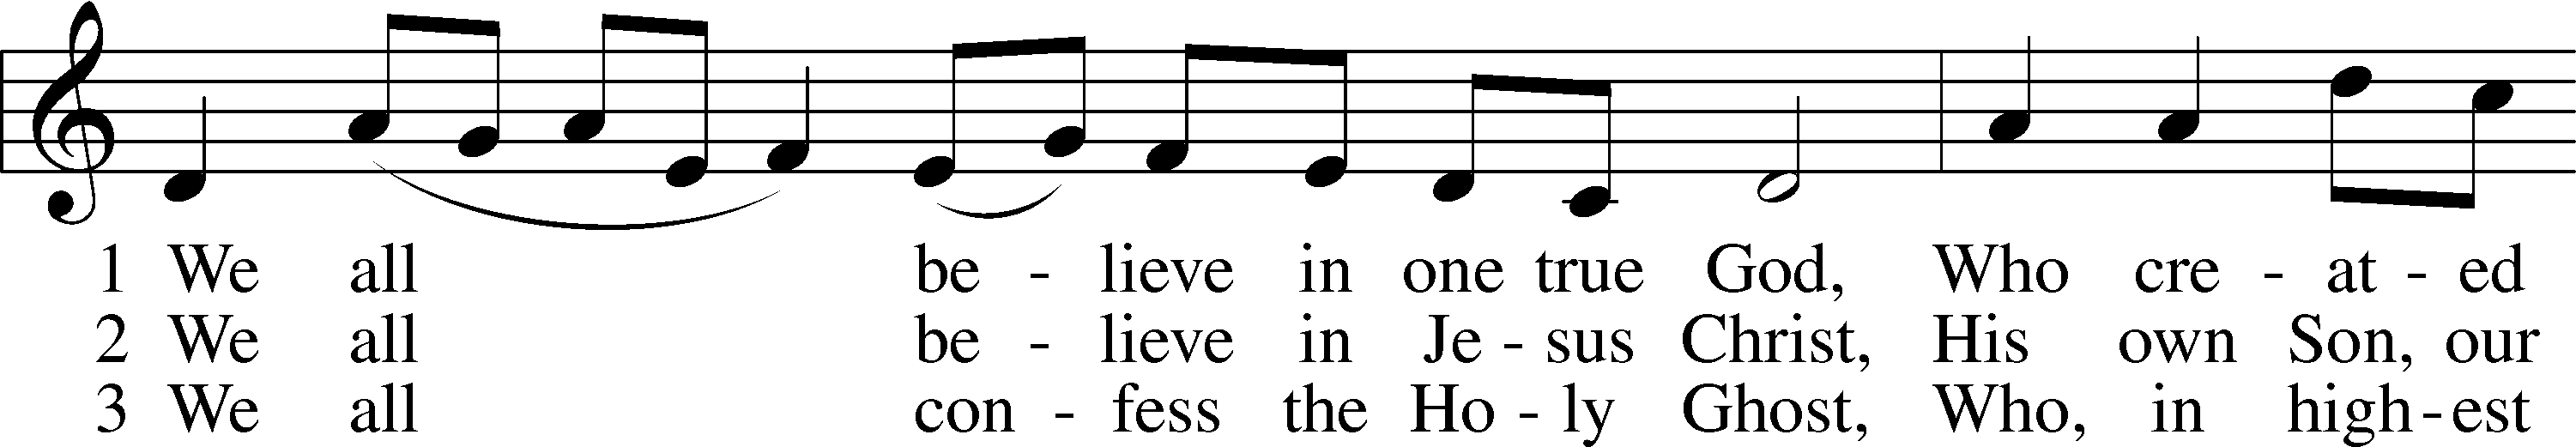 1 We all be - lieve in one true God, Who cre - at - ed
2 We all be - lieve in Je - sus Christ, His own Son, our
3 We all con - fess the Ho - ly Ghost, Who, in high - est